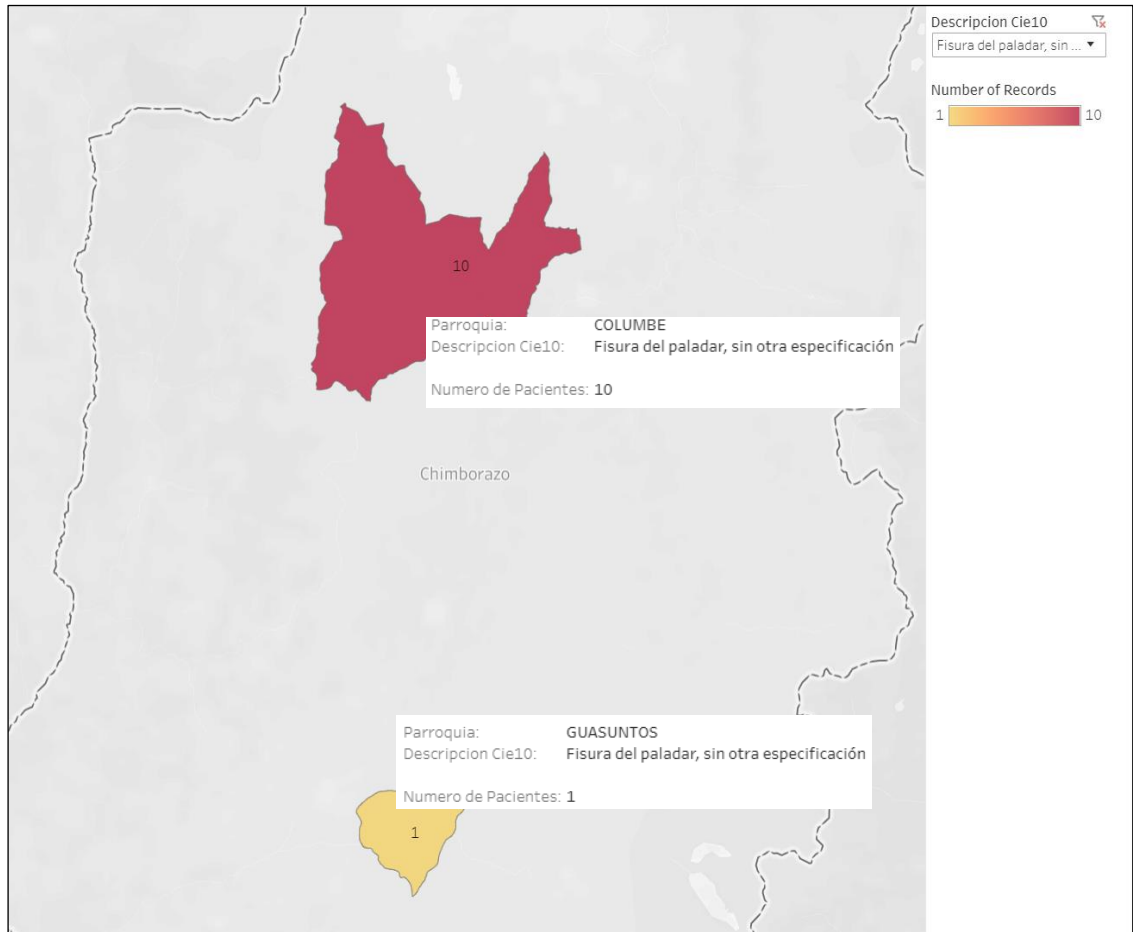 Descripcion Cie10
Fisura del paladar, sin ...
Number of Records
1 10
10
Parroquia: COLUMBE
Descripcion Cie10: Fisura del paladar, sin otra especificación
Numero de Pacientes: 10
Chimborazo
Parroquia: GUASUNTOS
Descripcion Cie10: Fisura del paladar, sin otra especificación
Numero de Pacientes: 1
1